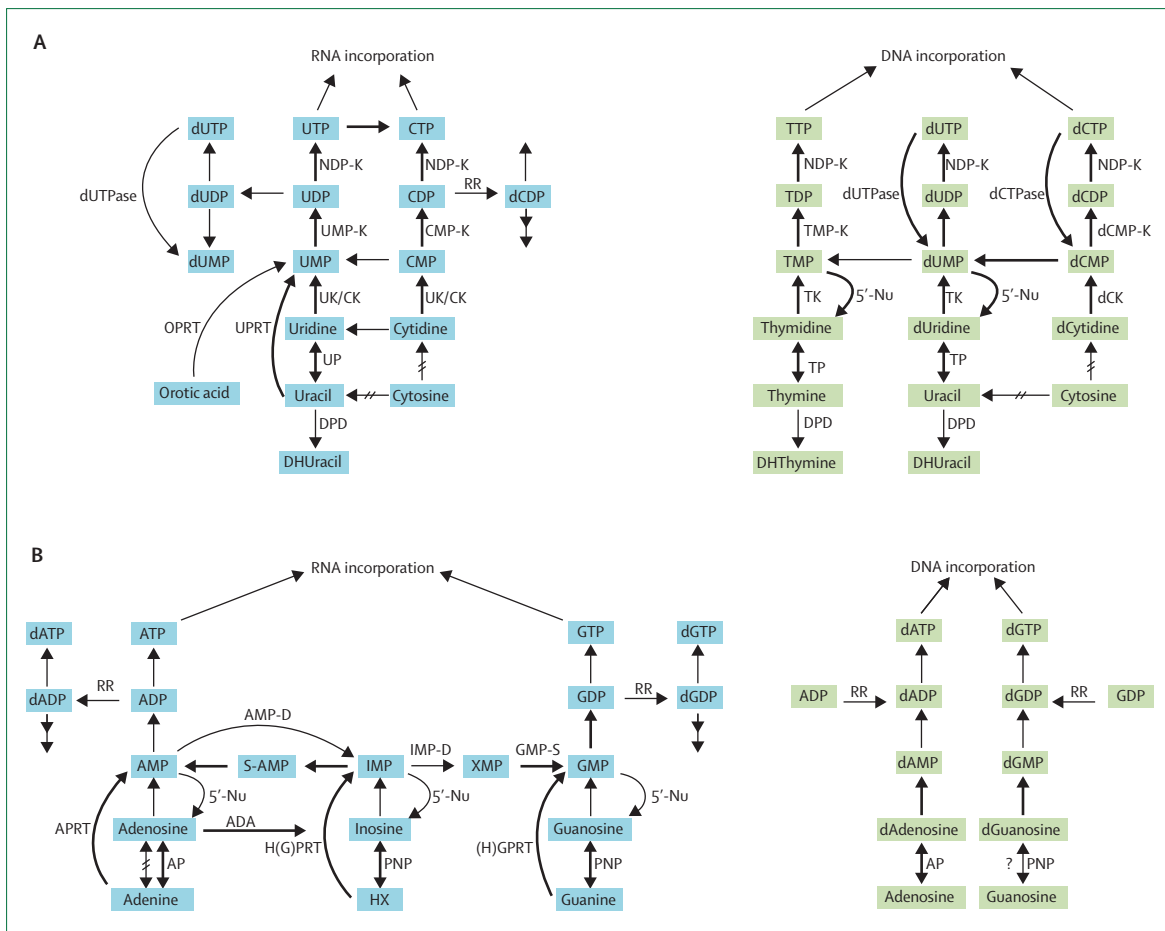 A
RNA incorporation
DNA incorporation
dUTP
UTP
CTP
TTP
dUTP
dCTP
NDP-K
NDP-K
NDP-K
NDP-K
NDP-K
dUTPase
dUDP
UDP
CDP
RR
dCDP
TDP
dUTPase
dUDP
dCTPase
dCDP
UMP-K
CMP-K
TMP-K
dCMP-K
dUMP
UMP
CMP
TMP
dUMP
dCMP
UK/CK
UK/CK
TK
5′-Nu
TK
5′-Nu
dCK
OPRT
UPRT
Uridine
Cytidine
Thymidine
dUridine
dCytidine
UP
TP
TP
Orotic acid
Uracil
Cytosine
Thymine
Uracil
Cytosine
DPD
DPD
DPD
DHUracil
DHThymine
DHUracil
B
RNA incorporation
DNA incorporation
dATP
ATP
GTP
dGTP
dATP
dGTP
dADP
RR
ADP
GDP
RR
dGDP
ADP
RR
dADP
dGDP
RR
GDP
AMP-D
AMP
S-AMP
IMP
IMP-D
XMP
GMP-S
GMP
dAMP
dGMP
5′-Nu
5′-Nu
5′-Nu
APRT
Adenosine
ADA
H(G)PRT
Inosine
(H)GPRT
Guanosine
dAdenosine
dGuanosine
AP
PNP
PNP
AP
?
PNP
Adenine
HX
Guanine
Adenosine
Guanosine